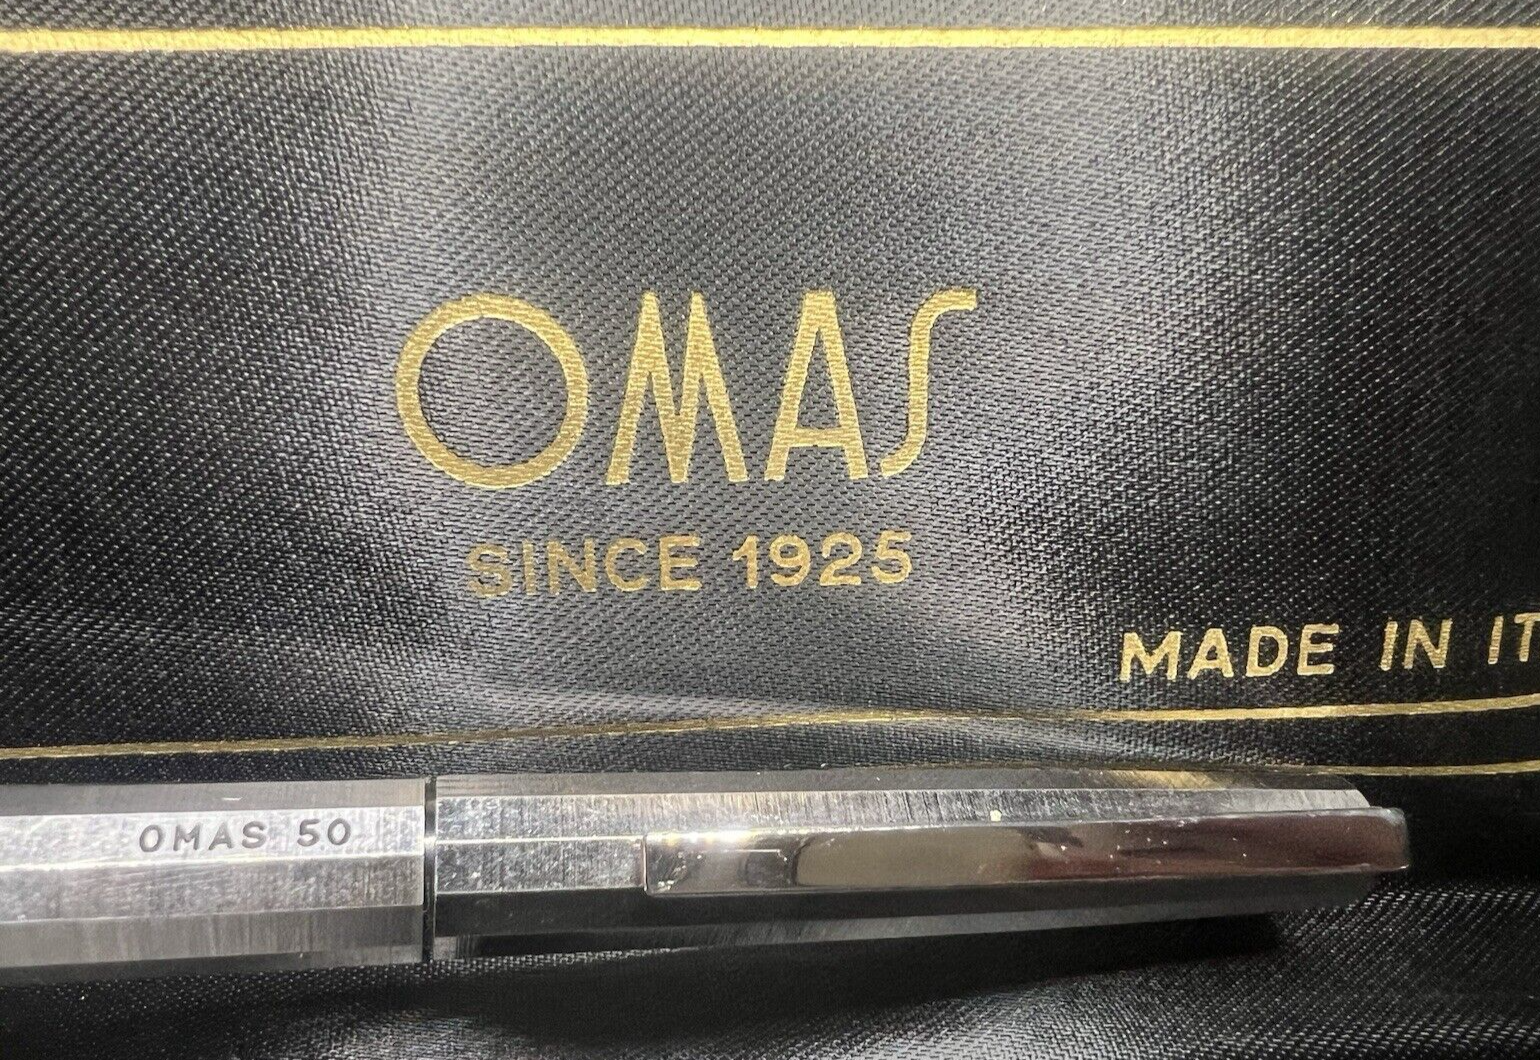 OMAS
SINCE 1925
MADE IN IT
OMAS 50